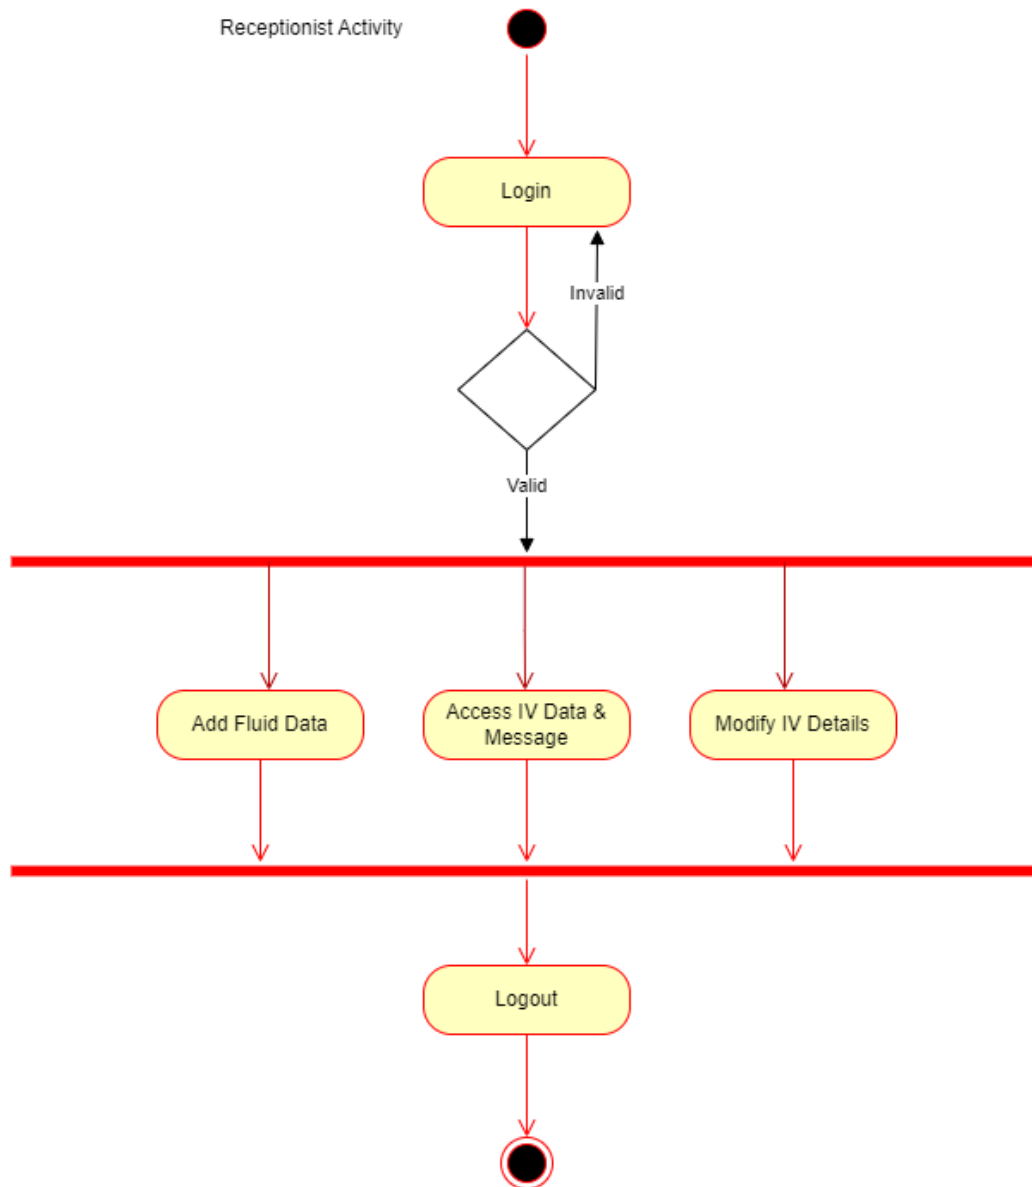 Receptionist Activity
Login
Invalid
Valid
Add Fluid Data
Access IV Data &
Message
Modify IV Details
Logout